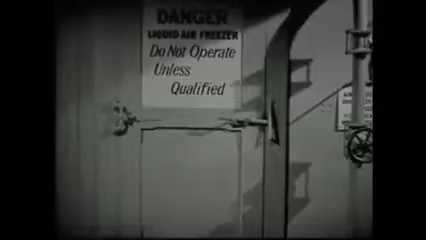 DANGER
LIQUID AIR FREEZER
Do Not Operate
Unless
Qualified